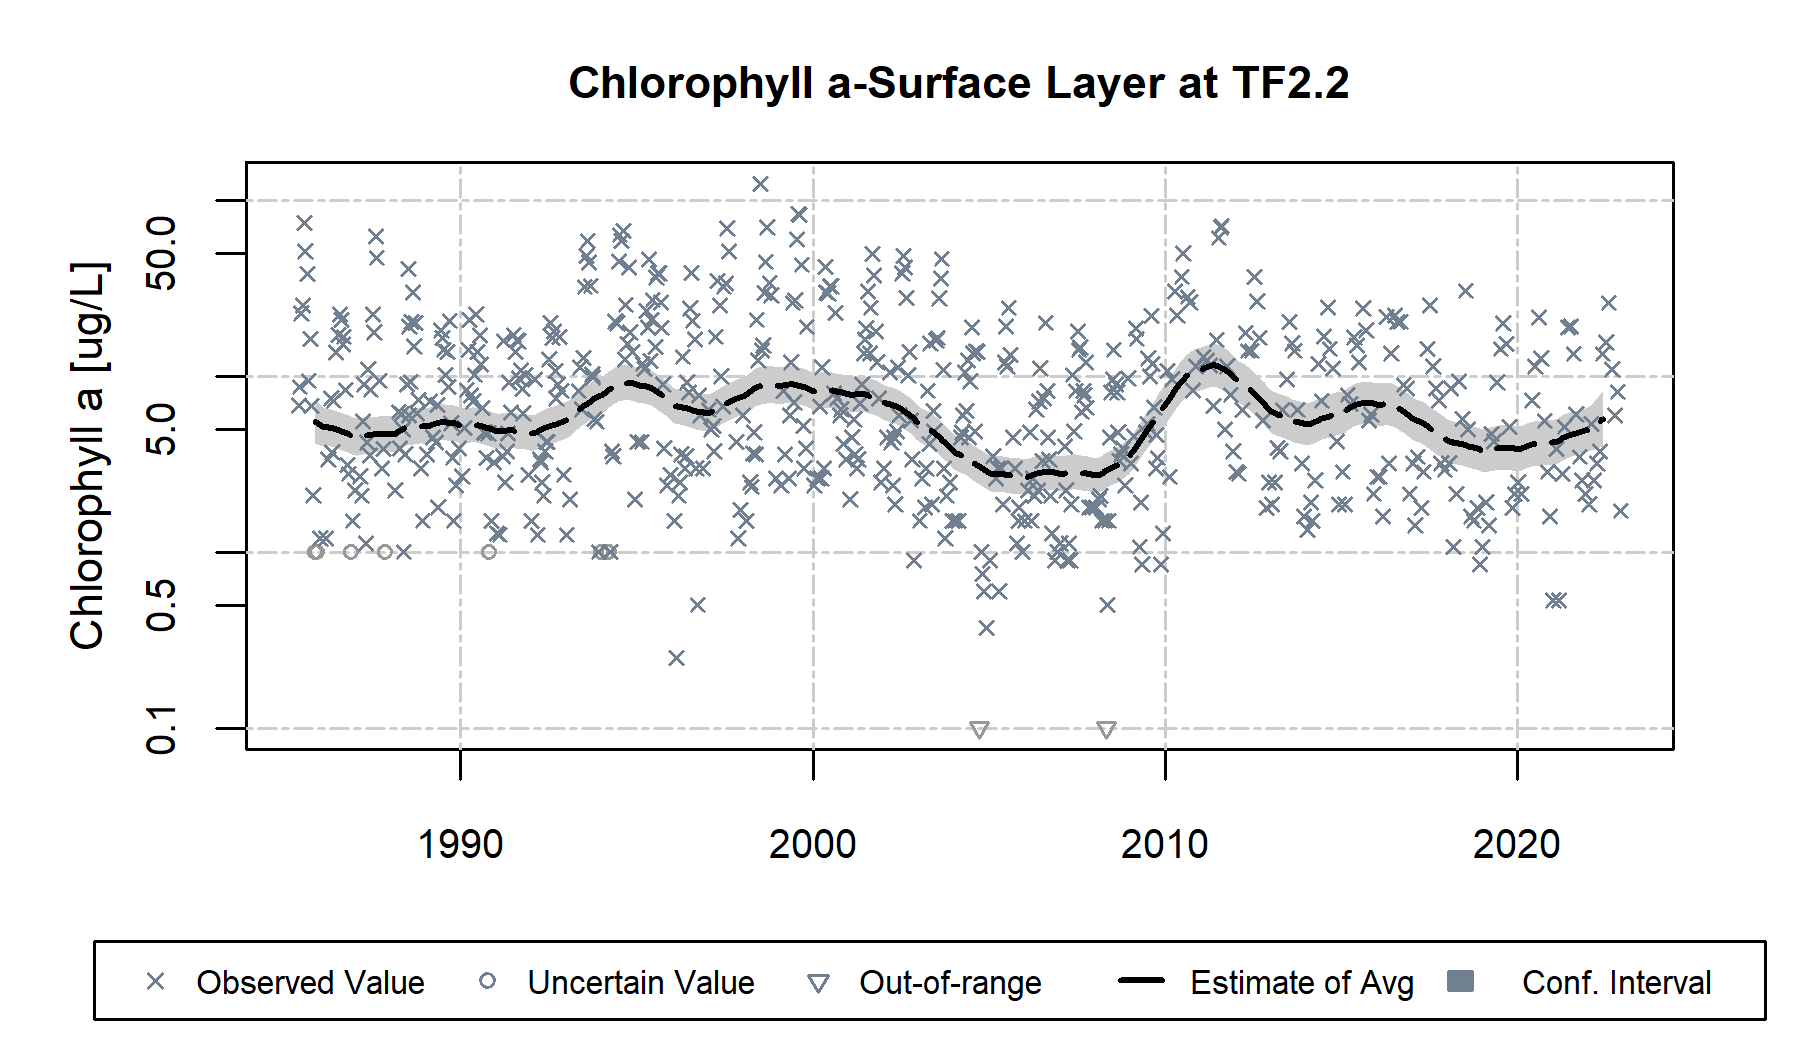 Chlorophyll a-Surface Layer at TF2.2
Chlorophyll a [ug/L]
50.0
5.0
0.5
0.1
1990 2000 2010 2020
Observed Value Uncertain Value Out-of-range Estimate of Avg Conf. Interval